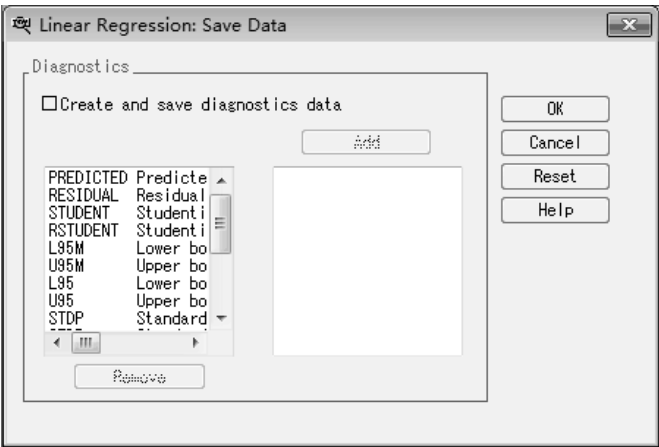 Linear Regression: Save Data
Diagnostics
Create and save diagnostics data
Add
PREDICTED Predicte
RESIDUAL Residual
STUDENT Studenti
RSTUDENT Studenti
L95M Lower bo
U95M Upper bo
L95 Lower bo
U95 Upper bo
STDP Standard
Remove
OK
Cancel
Reset
Help